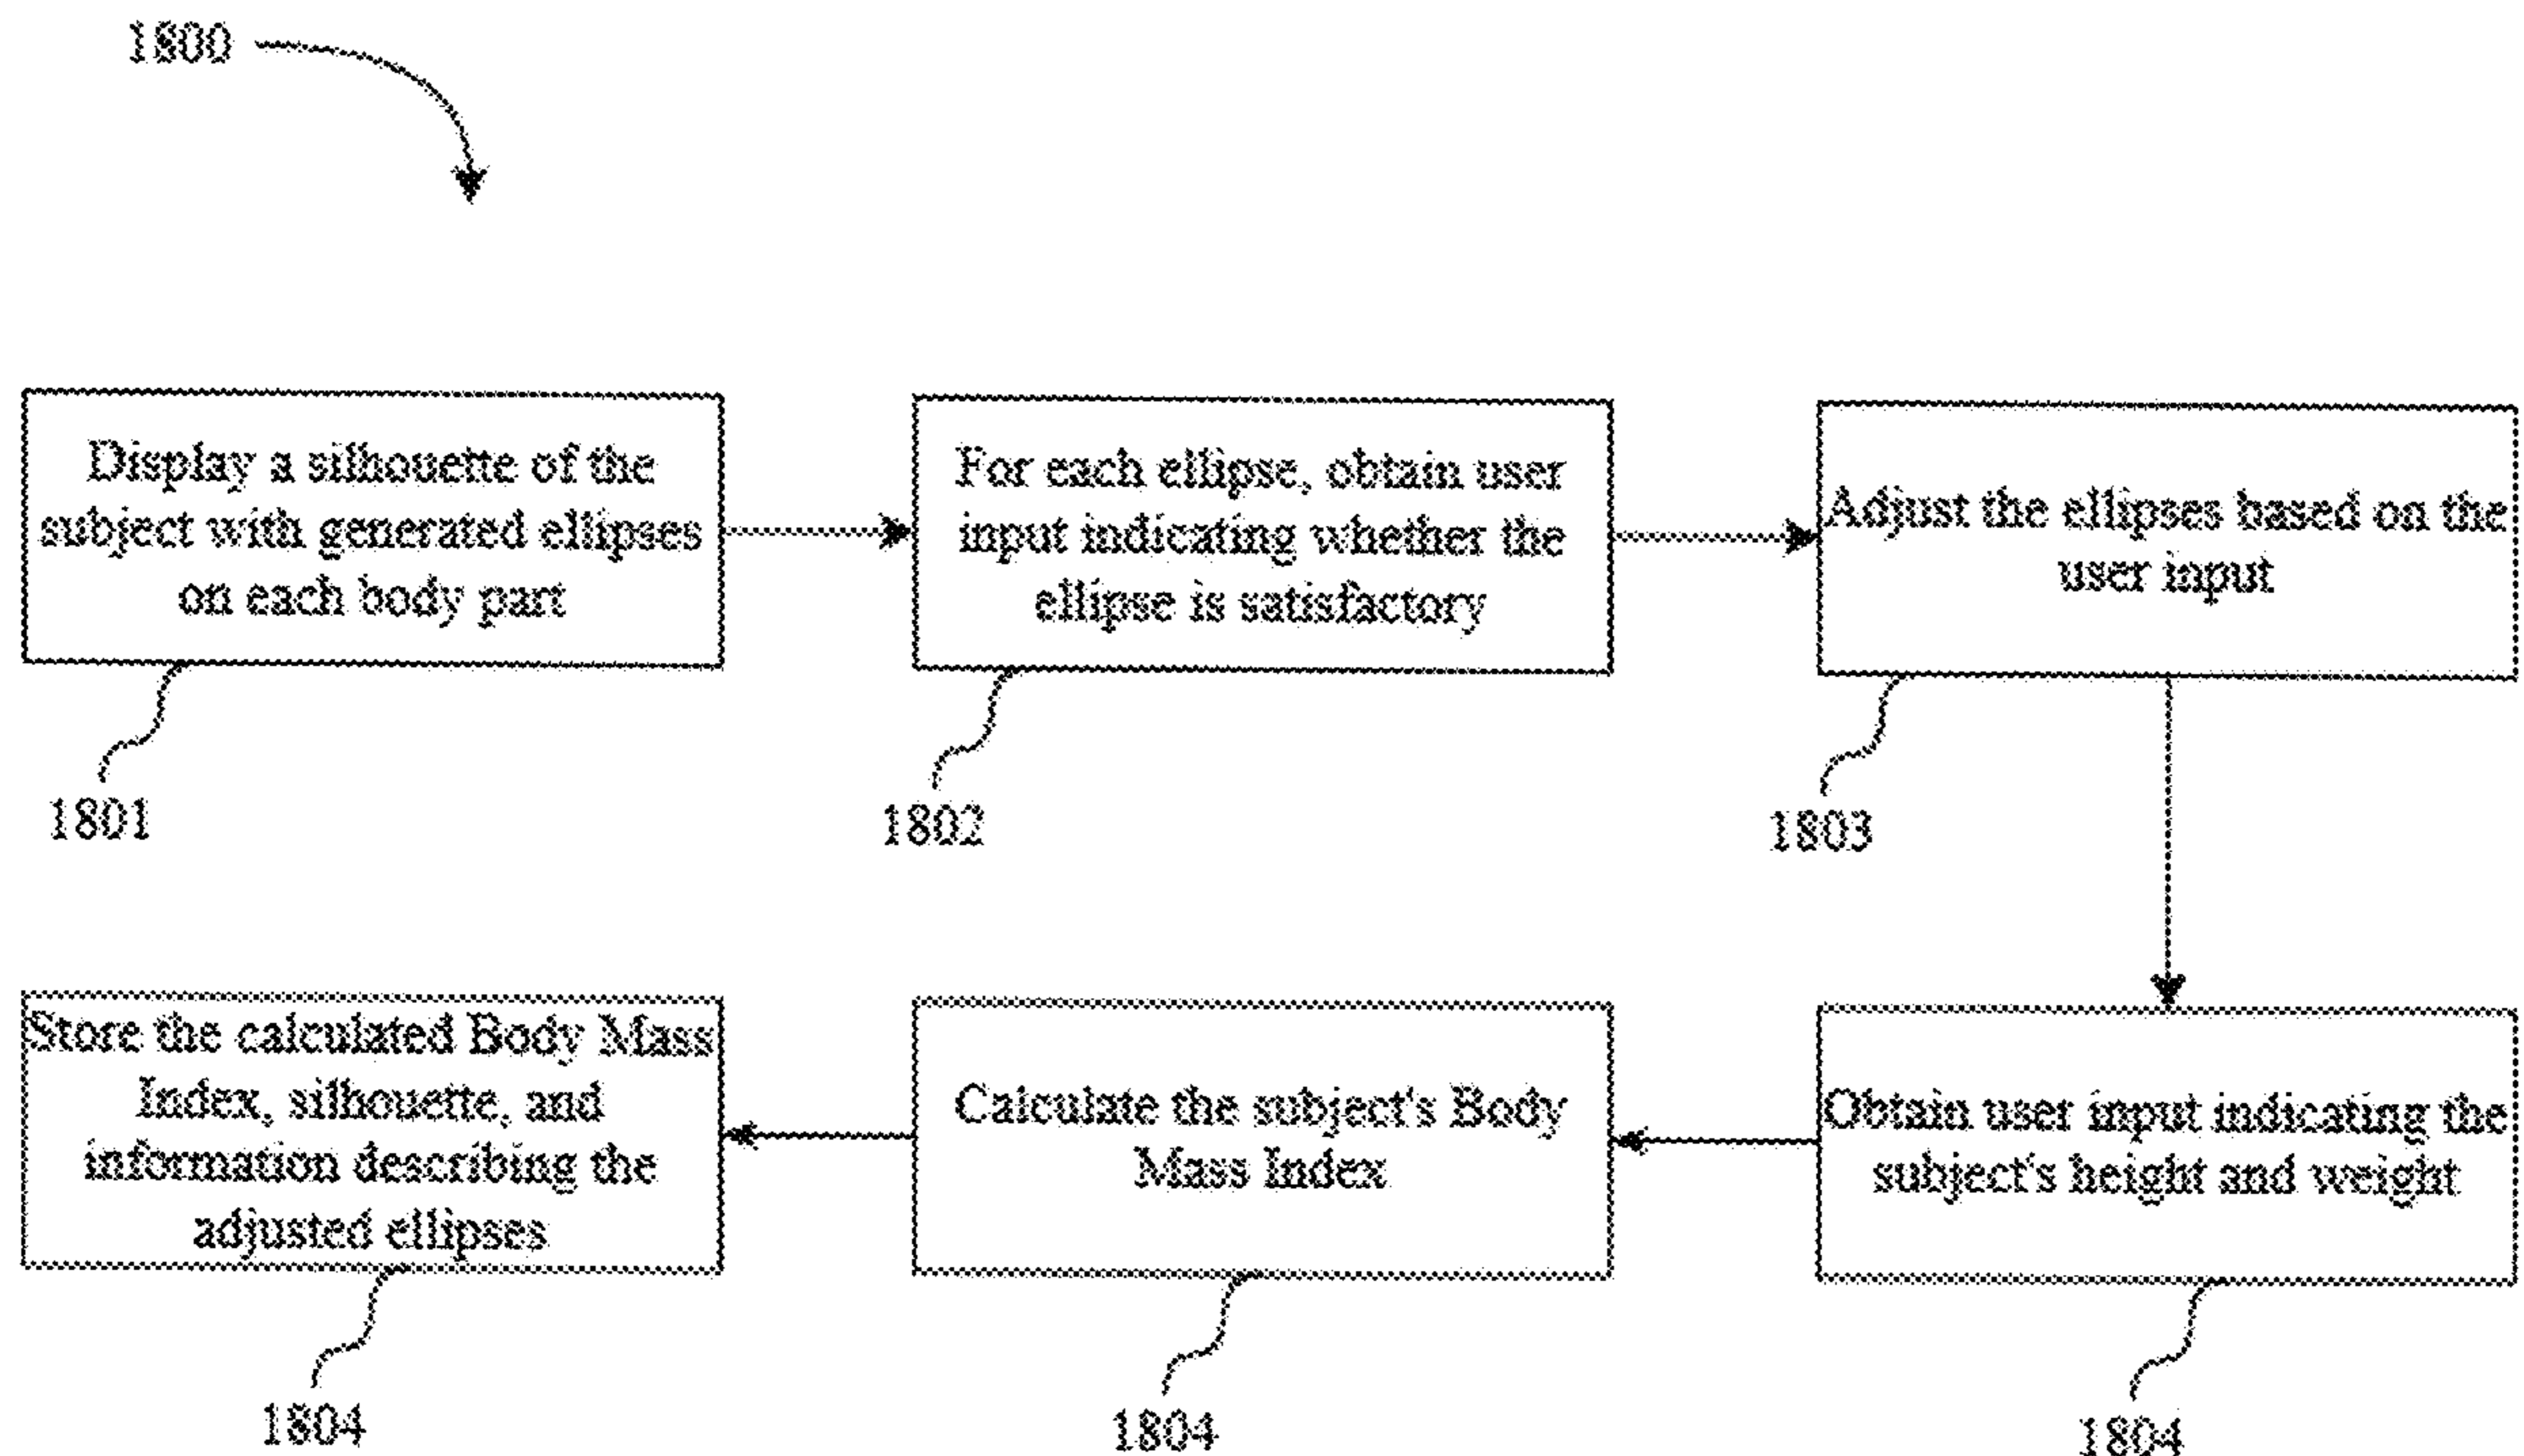 1800
Display a silhouette of the
subject with generated ellipses
on each body part
1801
For each ellipse, obtain user
input indicating whether the
ellipse is satisfactory
1802
Adjust the ellipses based on the
user input
1803
Obtain user input indicating the
subject's height and weight
1804
Calculate the subject's Body
Mass Index
1804
Store the calculated Body Mass
Index, silhouette, and
information describing the
adjusted ellipses
1804